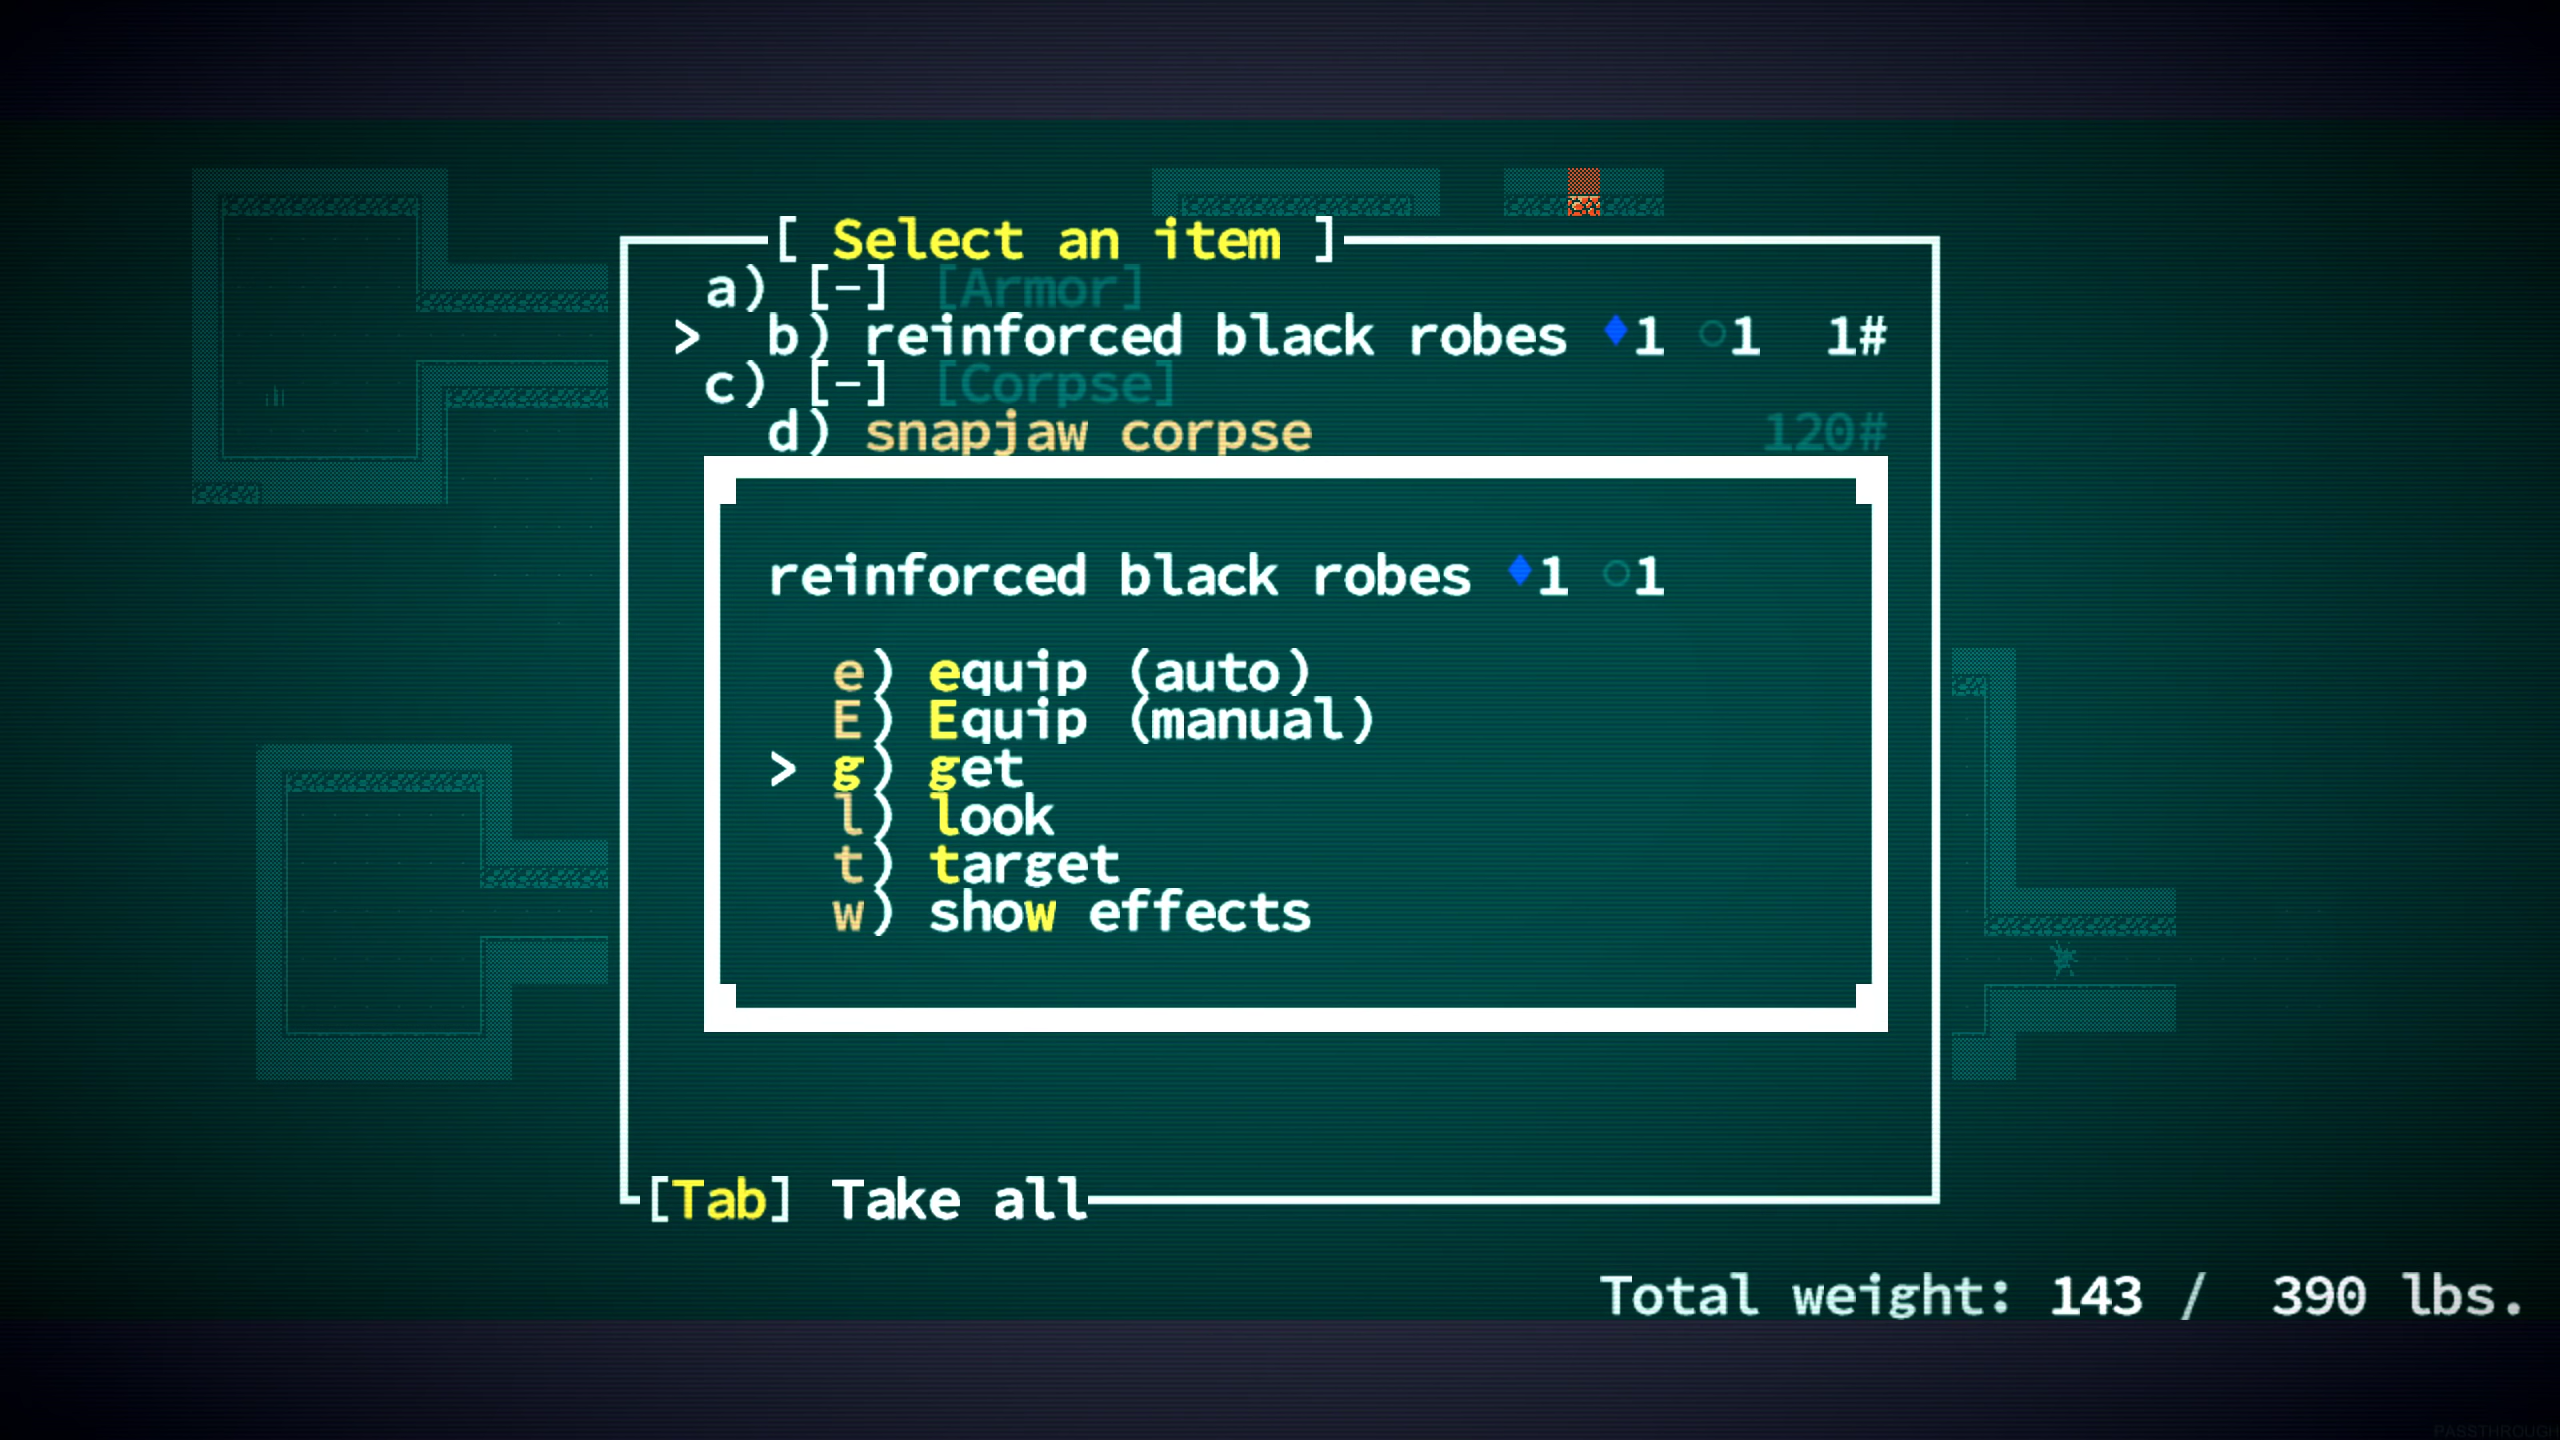 [ Select an item ]
a) [-] [Armor]
> b) reinforced black robes ♦1 ○1 1#
c) [-] [Corpse]
d) snapjaw corpse 120#
reinforced black robes ♦1 ○1
e) equip (auto)
E) Equip (manual)
> g) get
l) look
t) target
w) show effects
[Tab] Take all
Total weight: 143 / 390 lbs.
PASSTHROUGH